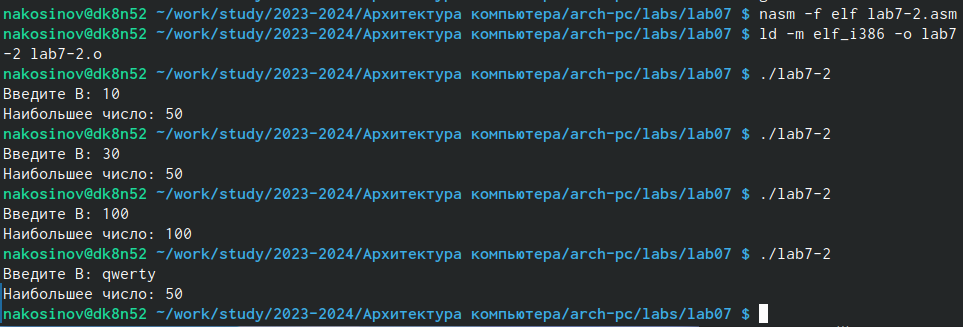 nakosinov@dk8n52 ~/work/study/2023-2024/Архитектура компьютера/arch-pc/labs/lab07 $ nasm -f elf lab7-2.asm
nakosinov@dk8n52 ~/work/study/2023-2024/Архитектура компьютера/arch-pc/labs/lab07 $ ld -m elf_i386 -o lab7
-2 lab7-2.o
nakosinov@dk8n52 ~/work/study/2023-2024/Архитектура компьютера/arch-pc/labs/lab07 $ ./lab7-2
Введите B: 10
Наибольшее число: 50
nakosinov@dk8n52 ~/work/study/2023-2024/Архитектура компьютера/arch-pc/labs/lab07 $ ./lab7-2
Введите B: 30
Наибольшее число: 50
nakosinov@dk8n52 ~/work/study/2023-2024/Архитектура компьютера/arch-pc/labs/lab07 $ ./lab7-2
Введите B: 100
Наибольшее число: 100
nakosinov@dk8n52 ~/work/study/2023-2024/Архитектура компьютера/arch-pc/labs/lab07 $ ./lab7-2
Введите B: qwerty
Наибольшее число: 50
nakosinov@dk8n52 ~/work/study/2023-2024/Архитектура компьютера/arch-pc/labs/lab07 $